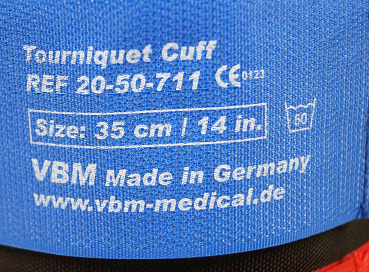 Tourniquet Cuff
REF 20-50-711 CE 0123
Size: 35 cm | 14 in. 60
VBM Made in Germany
www.vbm-medical.de